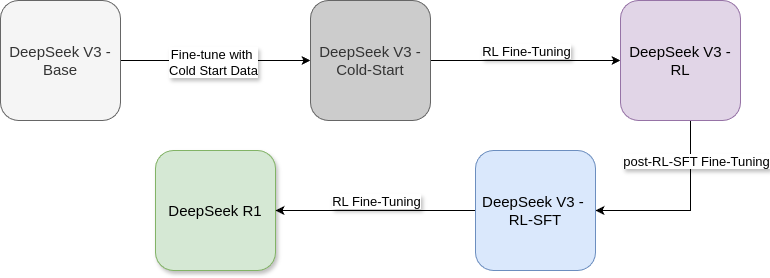 DeepSeek V3 -
Base
Fine-tune with
Cold Start Data
DeepSeek V3 -
Cold-Start
RL Fine-Tuning
DeepSeek V3 -
RL
post-RL-SFT Fine-Tuning
DeepSeek V3 -
RL-SFT
RL Fine-Tuning
DeepSeek R1